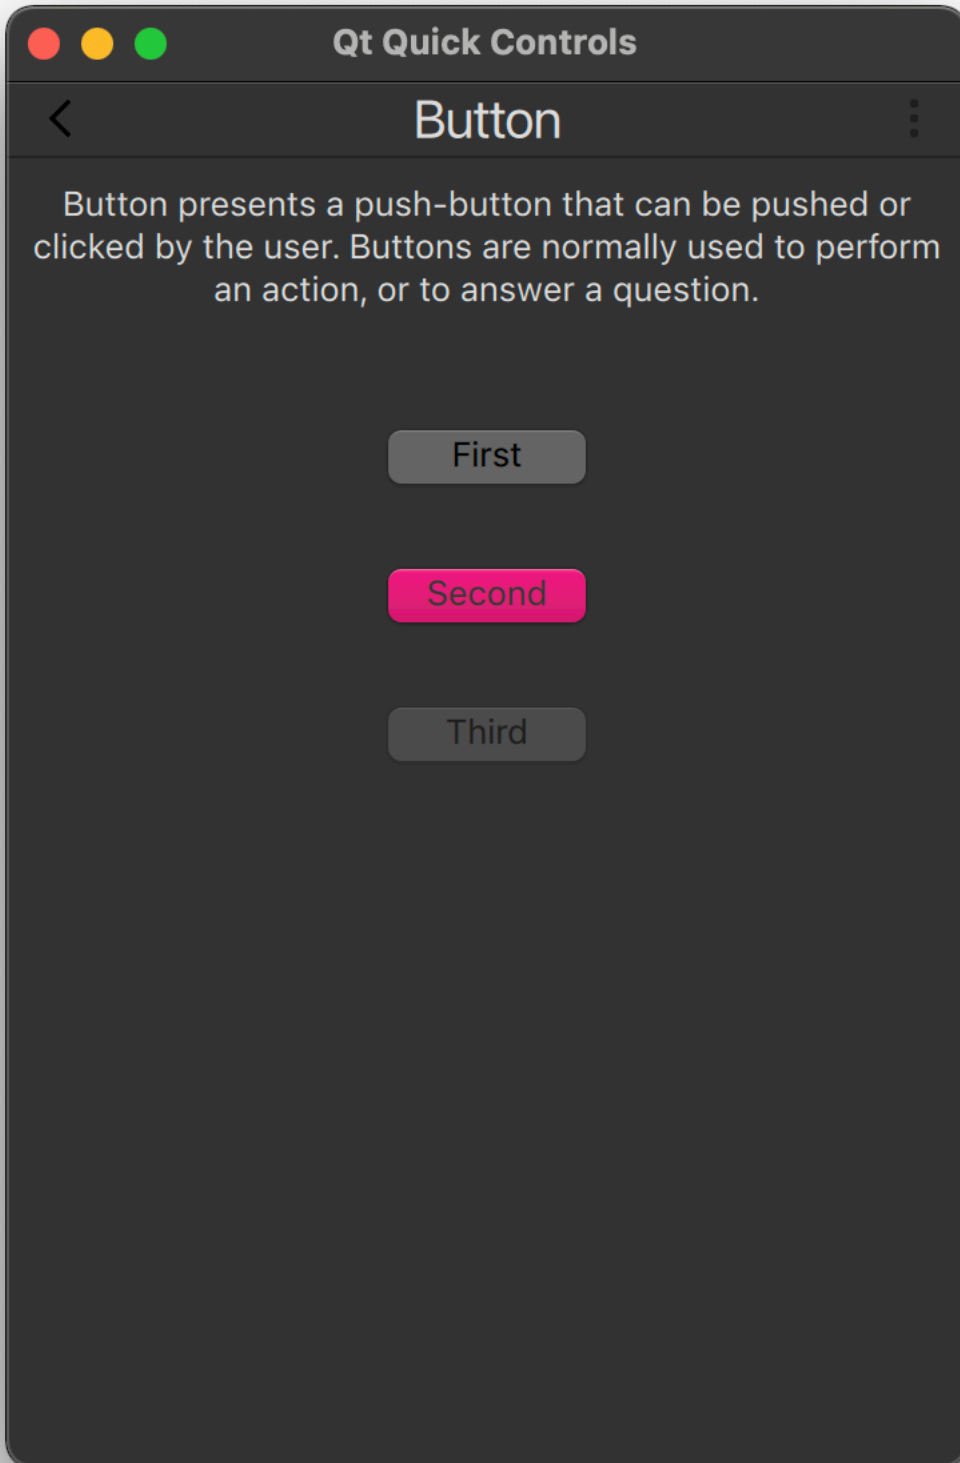 Qt Quick Controls
Button
Button presents a push-button that can be pushed or
clicked by the user. Buttons are normally used to perform
an action, or to answer a question.
First
Second
Third